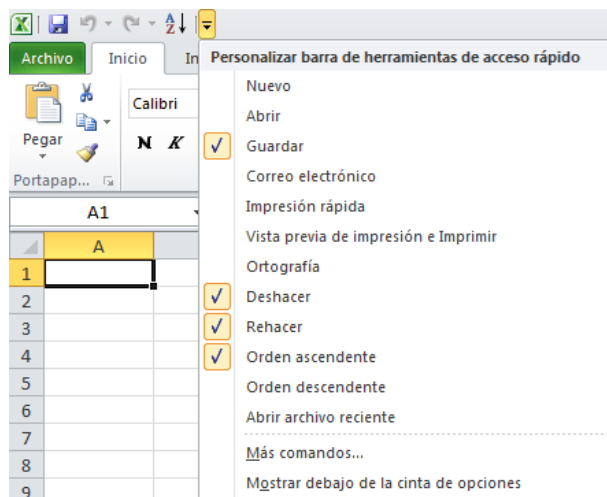 A
Z
Archivo
Inicio
Personalizar barra de herramientas de acceso rápido
Nuevo
Abrir
Guardar
Correo electrónico
Impresión rápida
Vista previa de impresión e Imprimir
Ortografía
Deshacer
Rehacer
Orden ascendente
Orden descendente
Abrir archivo reciente
Más comandos...
Mostrar debajo de la cinta de opciones
Pegar
Calibri
N K
Portapap...
A1
A
1
2
3
4
5
6
7
8
9